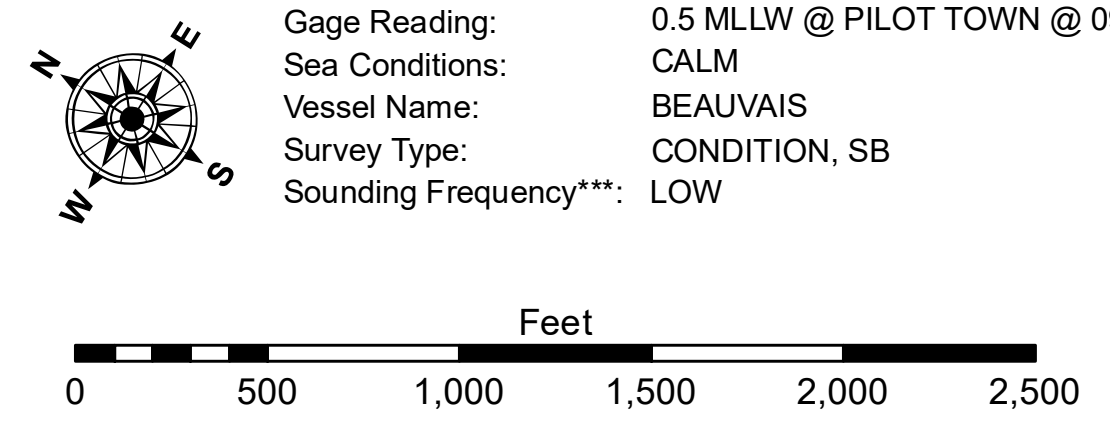 N
E
S
W
Gage Reading: 0.5 MLLW @ PILOT TOWN @
Sea Conditions: CALM
Vessel Name: BEAUVAIS
Survey Type: CONDITION, SB
Sounding Frequency***: LOW
Feet
0 500 1,000 1,500 2,000 2,500